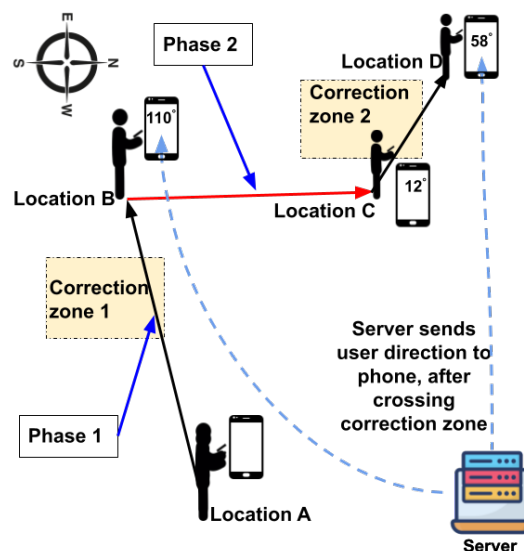 E
S
N
W
Phase 2
Location D
58°
110°
Correction
zone 2
Location B
Location C
12°
Correction
zone 1
Server sends
user direction to
phone, after
crossing
correction zone
Phase 1
Location A
Server